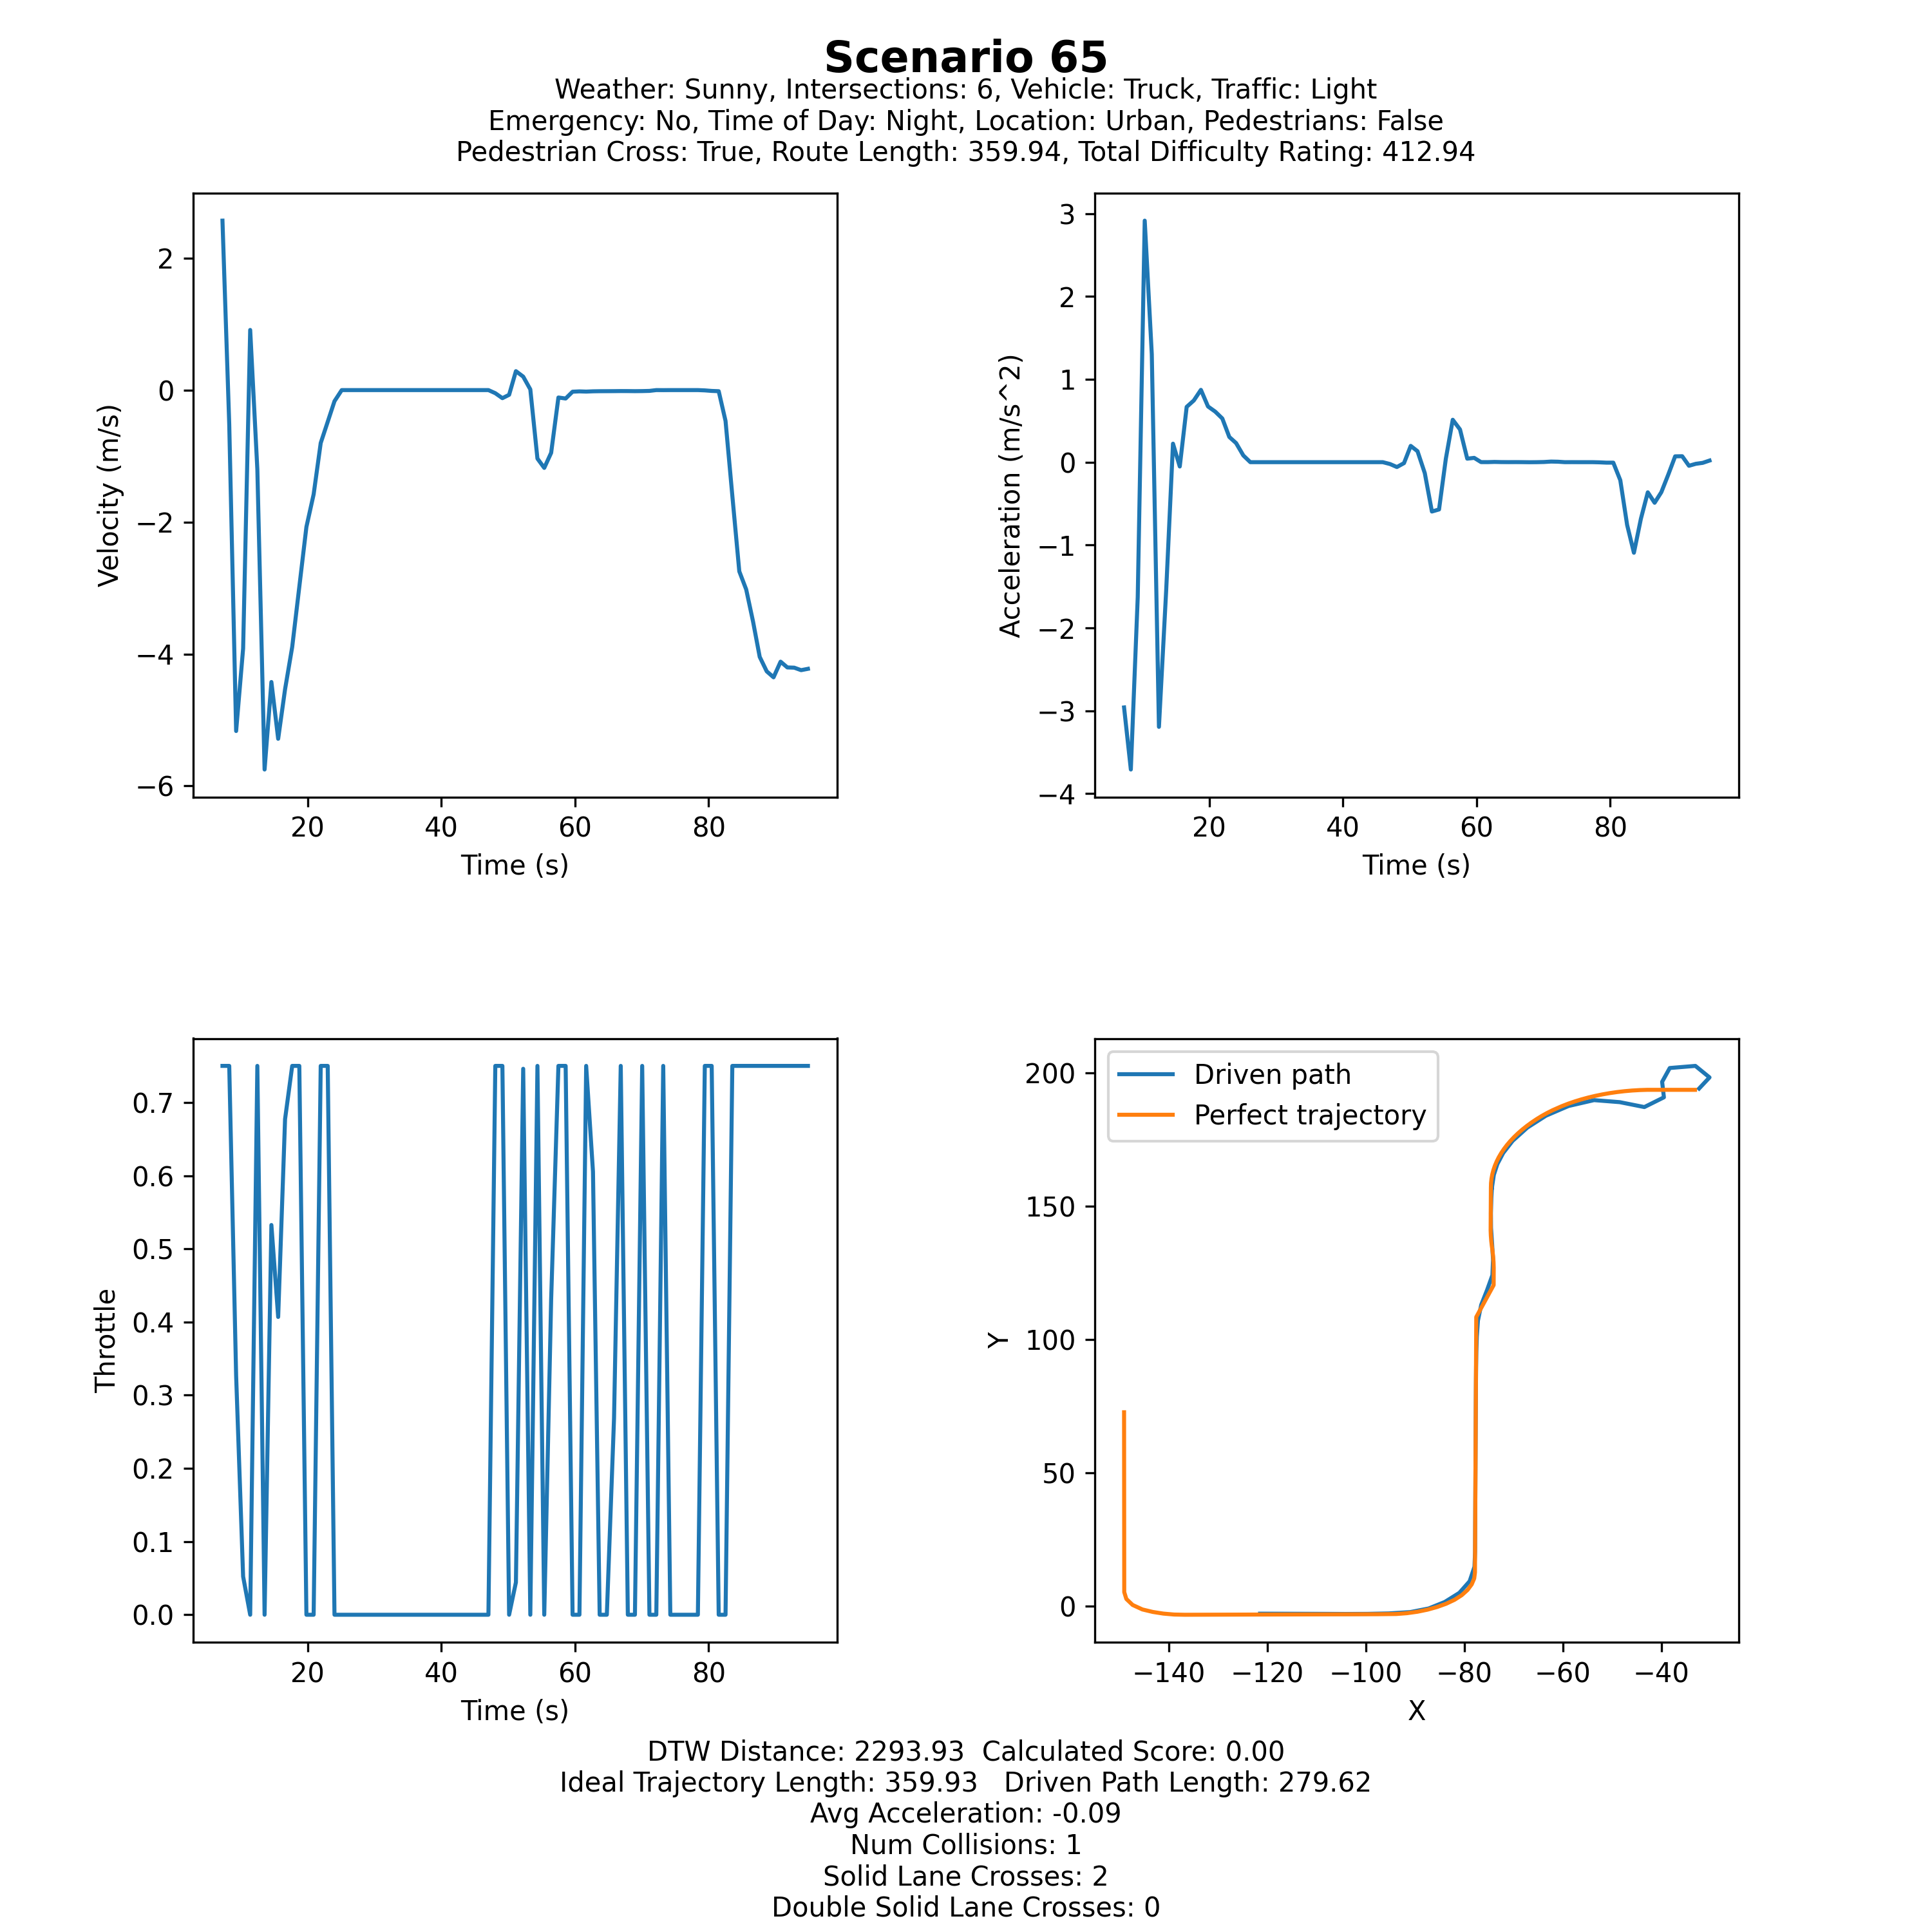 Scenario 65
Weather: Sunny, Intersections: 6, Vehicle: Truck, Traffic: Light
Emergency: No, Time of Day: Night, Location: Urban, Pedestrians: False
Pedestrian Cross: True, Route Length: 359.94, Total Difficulty Rating: 412.94
Velocity (m/s)
2
0
−2
−4
−6
20 40 60 80
Time (s)
Acceleration (m/s^2)
3
2
1
0
−1
−2
−3
−4
20 40 60 80
Time (s)
Throttle
0.7
0.6
0.5
0.4
0.3
0.2
0.1
0.0
20 40 60 80
Time (s)
Driven path
Perfect trajectory
Y
200
150
100
50
0
−140 −120 −100 −80 −60 −40
X
DTW Distance: 2293.93 Calculated Score: 0.00
Ideal Trajectory Length: 359.93 Driven Path Length: 279.62
Avg Acceleration: -0.09
Num Collisions: 1
Solid Lane Crosses: 2
Double Solid Lane Crosses: 0